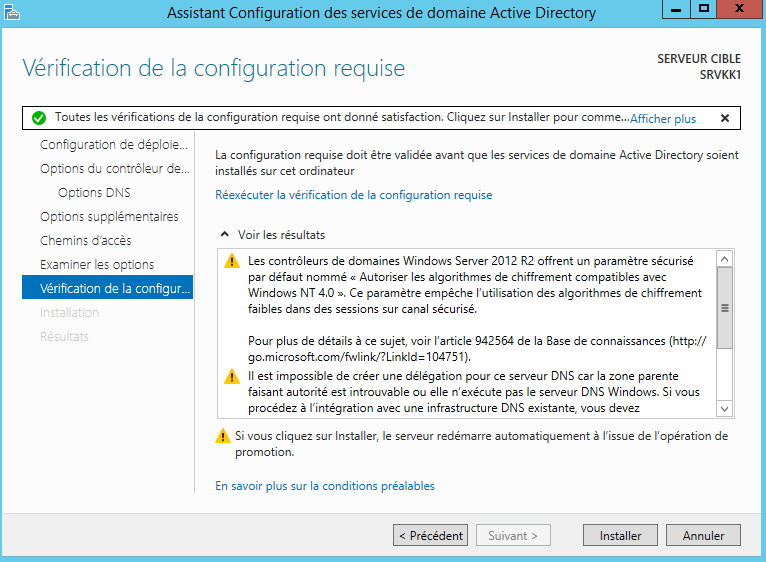 Assistant Configuration des services de domaine Active Directory
Vérification de la configuration requise
SERVEUR CIBLE
SRVKK1
Toutes les vérifications de la configuration requise ont donné satisfaction. Cliquez sur Installer pour comme...Afficher plus
Configuration de déploie...
Options du contrôleur de...
Options DNS
Options supplémentaires
Chemins d'accès
Examiner les options
Vérification de la configur...
Installation
Résultats
La configuration requise doit être validée avant que les services de domaine Active Directory soient
installés sur cet ordinateur
Réexécuter la vérification de la configuration requise
Voir les résultats
Les contrôleurs de domaines Windows Server 2012 R2 offrent un paramètre sécurisé
par défaut nommé « Autoriser les algorithmes de chiffrement compatibles avec
Windows NT 4.0 ». Ce paramètre empêche l'utilisation des algorithmes de chiffrement
faibles dans des sessions sur canal sécurisé.
Pour plus de détails à ce sujet, voir l'article 942564 de la Base de connaissances (http://
go.microsoft.com/fwlink/?LinkId=104751).
Il est impossible de créer une délégation pour ce serveur DNS car la zone parente
faisant autorité est introuvable ou elle n'exécute pas le serveur DNS Windows. Si vous
procédez à l'intégration avec une infrastructure DNS existante, vous devez
Si vous cliquez sur Installer, le serveur redémarre automatiquement à l'issue de l'opération de
promotion.
En savoir plus sur la conditions préalables
< Précédent
Suivant >
Installer
Annuler